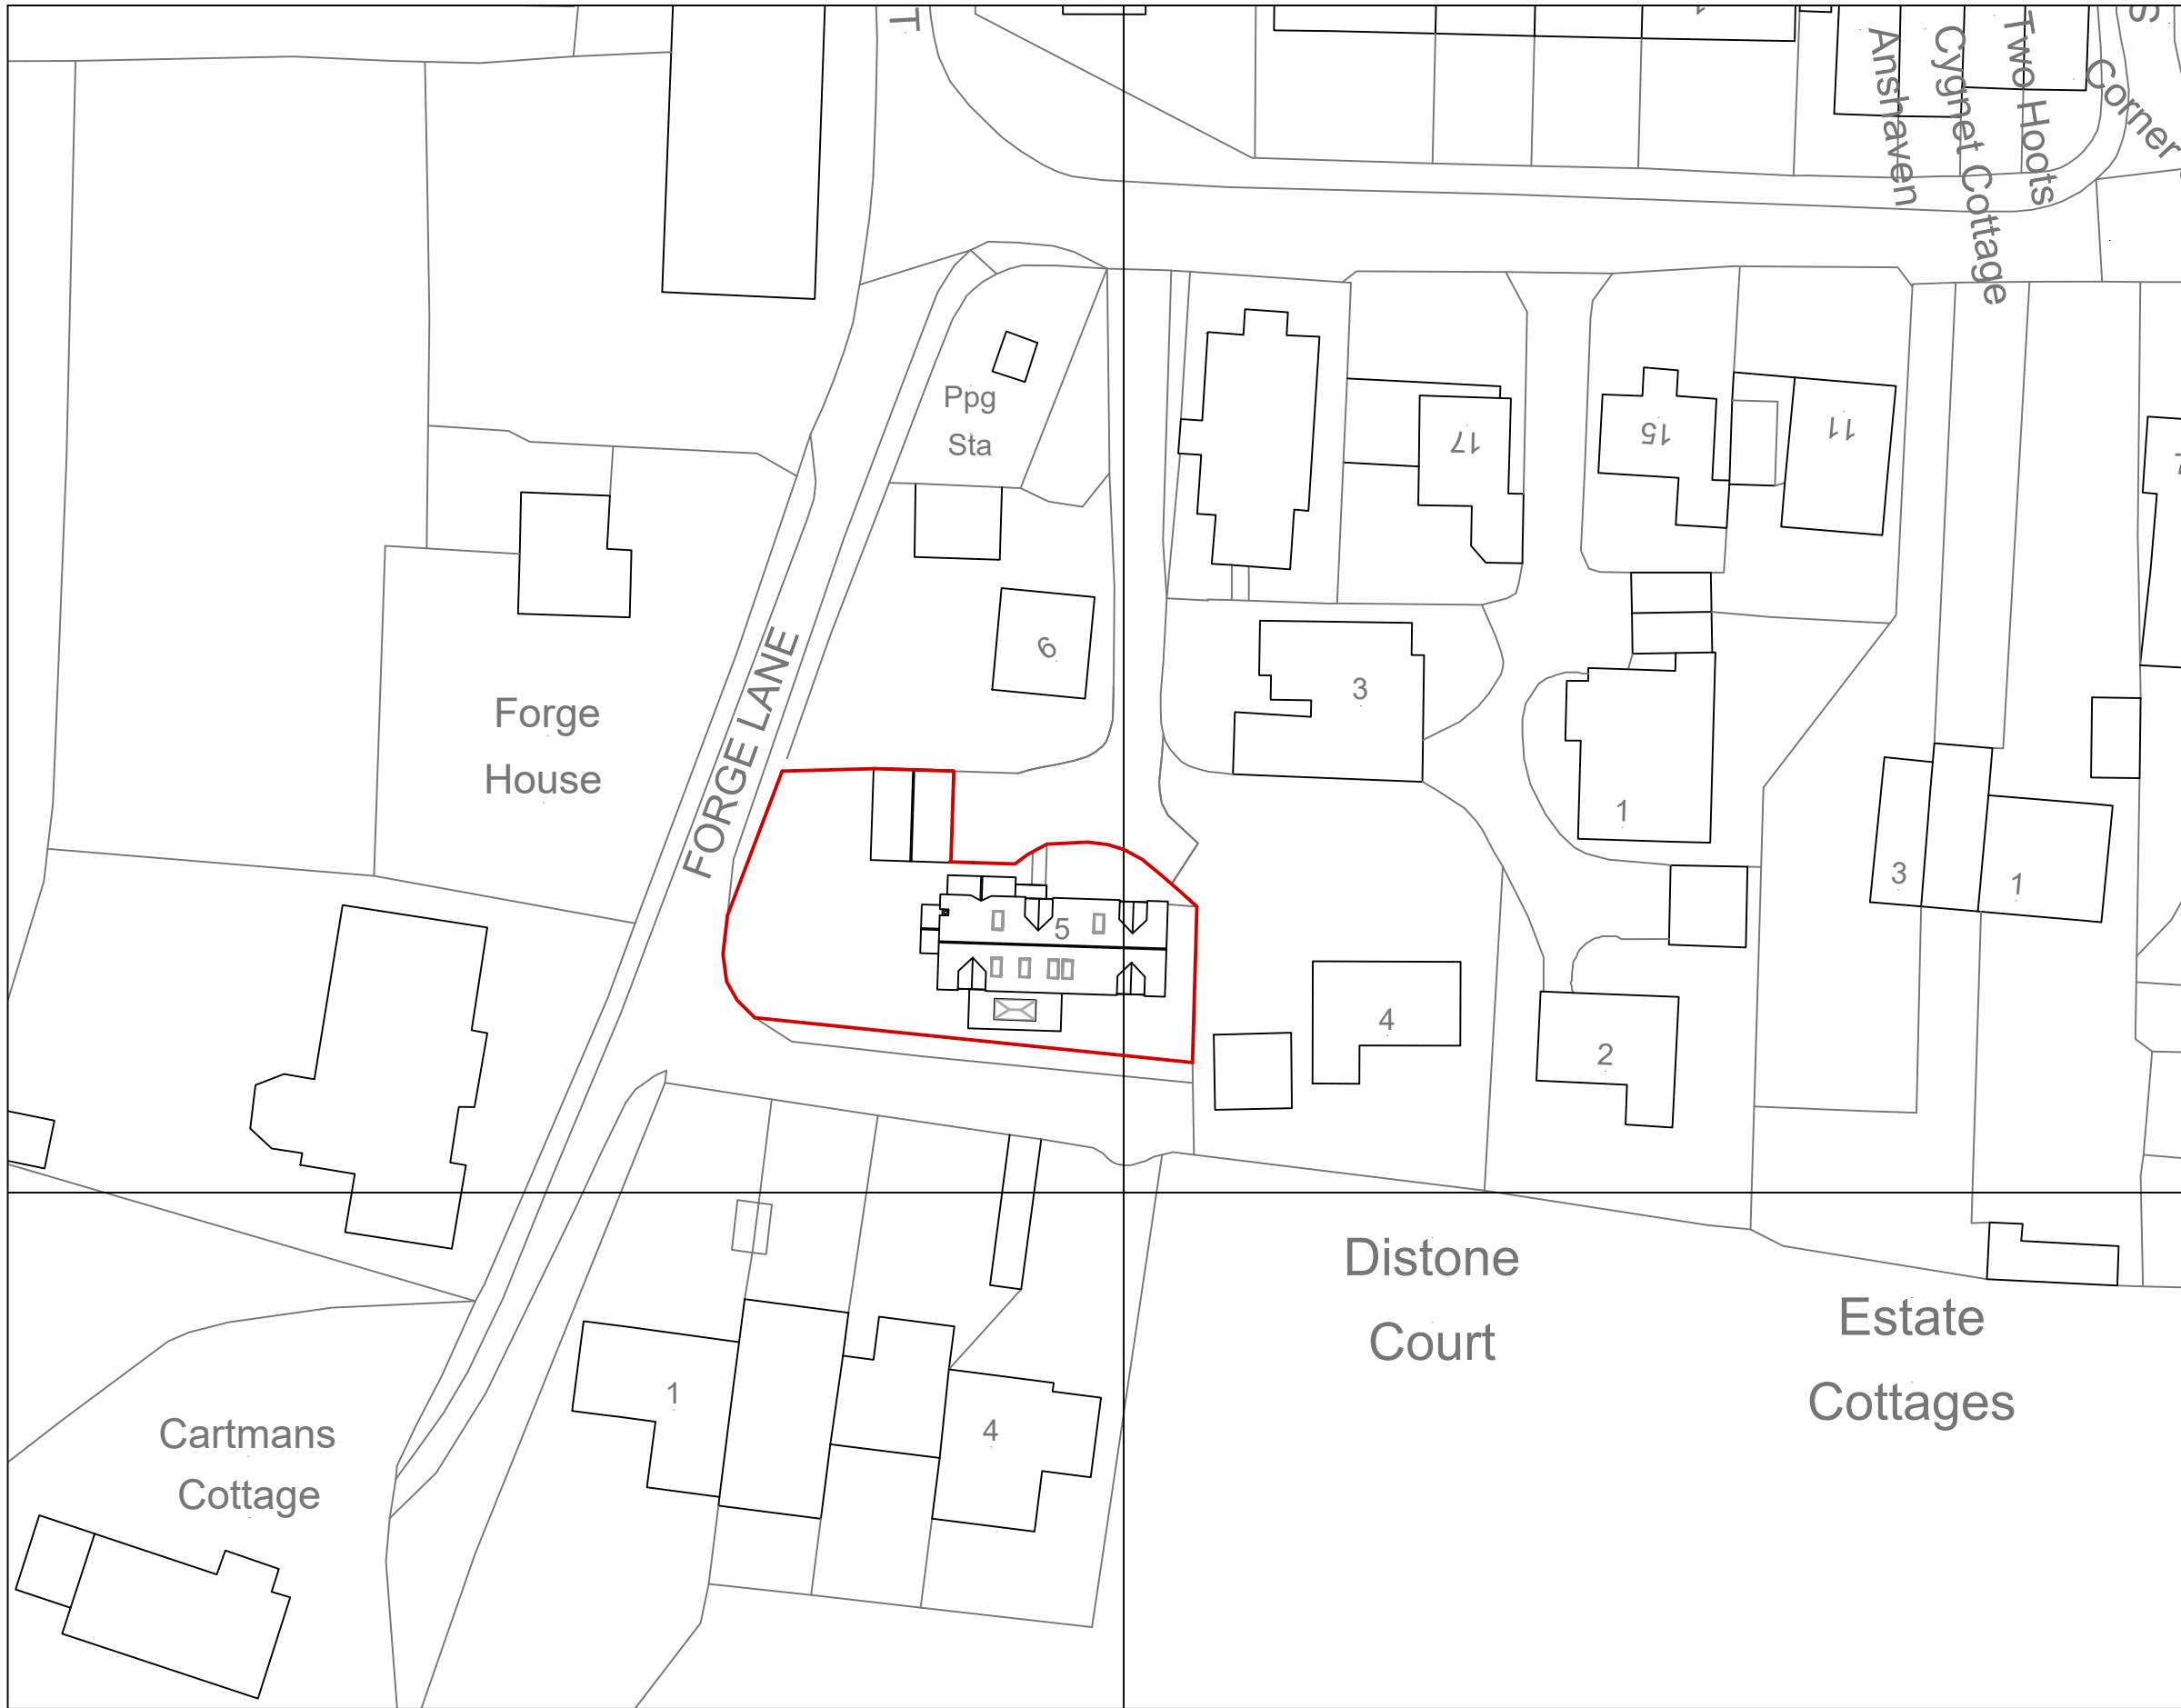 T
Anshaven
Cygnet Cottage
Two Hoots
Corner
S
Ppg
Sta
17
15
11
6
3
FORGE LANE
Forge
House
1
3
1
5
4
2
Distone
Court
Estate
Cottages
1
4
Cartmans
Cottage